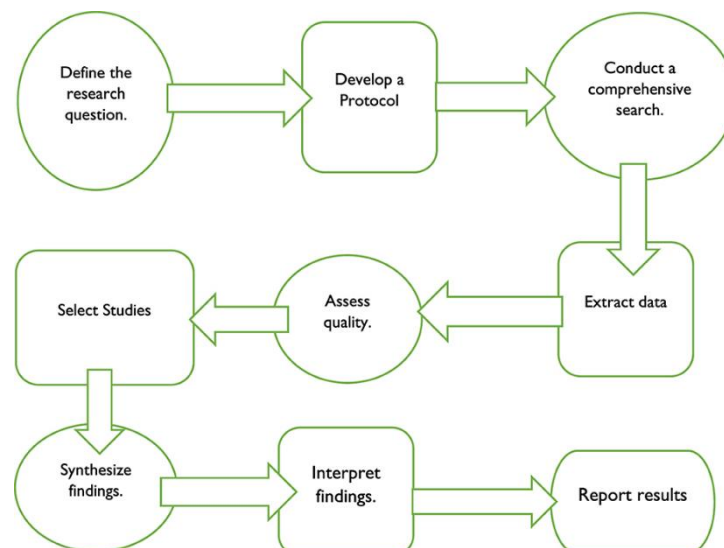 Define the
research
question.
Develop a
Protocol
Conduct a
comprehensive
search.
Extract data
Assess
quality.
Select Studies
Synthesize
findings.
Interpret
findings.
Report results